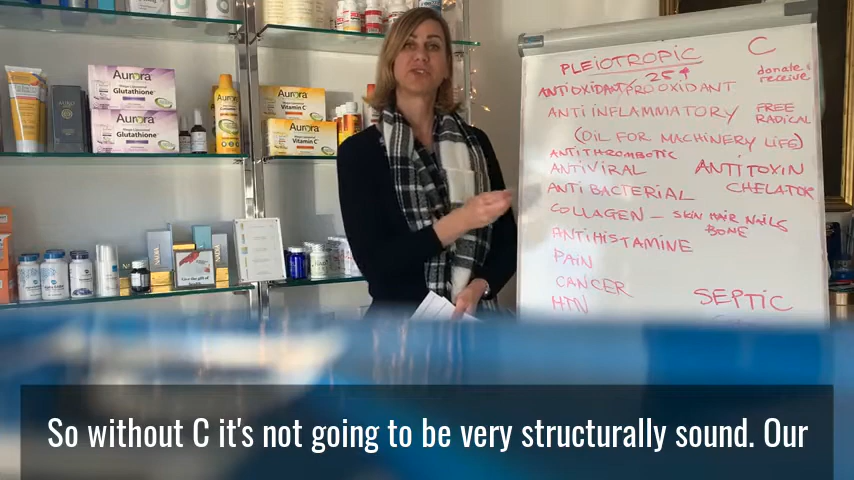 PLEIOTROPIC
C
25↑
donate &
receive
ANTIOXIDANT/PROOXIDANT
ANTI INFLAMMATORY
FREE
RADICAL
(OIL FOR MACHINERY LIFE)
ANTITHROMBOTIC
ANTIVIRAL
ANTITOXIN
ANTI BACTERIAL
CHELATOR
COLLAGEN – SKIN HAIR NAILS
BONE
ANTIHISTAMINE
PAIN
CANCER
HTN
SEPTIC
Aurora
Glutathione
Aurora
Glutathione
Aurora
Vitamin C
Aurora
Vitamin C
So without C it's not going to be very structurally sound. Our